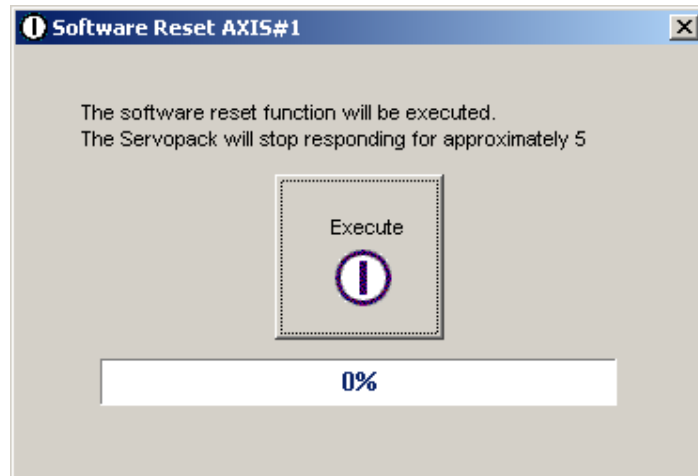 Software Reset AXIS#1
The software reset function will be executed.
The Servopack will stop responding for approximately 5
Execute
0%